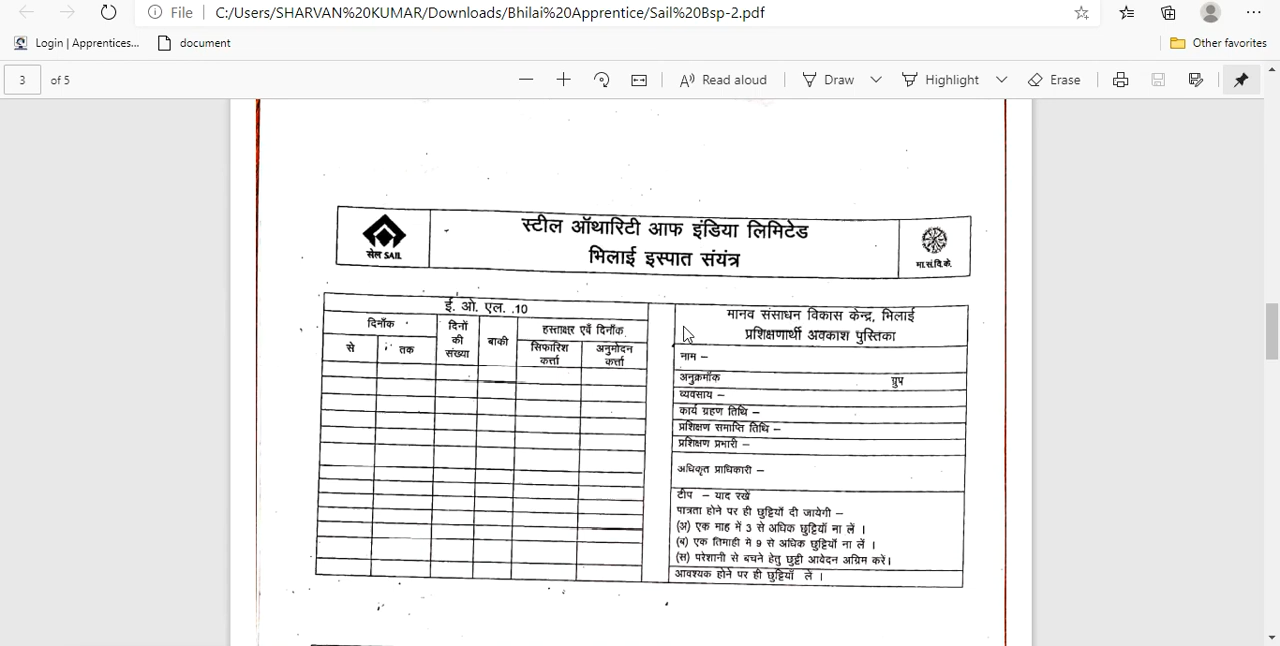 File
C:/Users/SHARVAN%20KUMAR/Downloads/Bhilai%20Apprentice/Sail%20Bsp-2.pdf
Login | Apprentices...
document
Other favorites
3 of 5
Read aloud
Draw
Highlight
Erase
सेल SAIL
स्टील ऑथारिटी आफ इंडिया लिमिटेड
भिलाई इस्पात संयंत्र
मा.सं.वि.के.
ई. ओ. एल. .10
दिनॉंक
दिनों की संख्या
बाकी
हस्ताक्षर एवं दिनॉंक
से
तक
सिफारिश कर्त्ता
अनुमोदन कर्त्ता
मानव संसाधन विकास केन्द्र, भिलाई
प्रशिक्षणार्थी अवकाश पुस्तिका
नाम –
अनुक्रमॉंक ग्रुप
व्यवसाय –
कार्य ग्रहण तिथि –
प्रशिक्षण समाप्ति तिथि –
प्रशिक्षण प्रभारी –
अधिकृत प्राधिकारी –
टीप – याद रखें
पात्रता होने पर ही छुट्टियॉं दी जायेगी –
(अ) एक माह में 3 से अधिक छुट्टियॉं ना लें ।
(ब) एक तिमाही मे 9 से अधिक छुट्टियॉं ना लें ।
(स) परेशानी से बचने हेतु छुट्टी आवेदन अग्रिम करें।
आवश्यक होने पर ही छुट्टियॉं लें ।